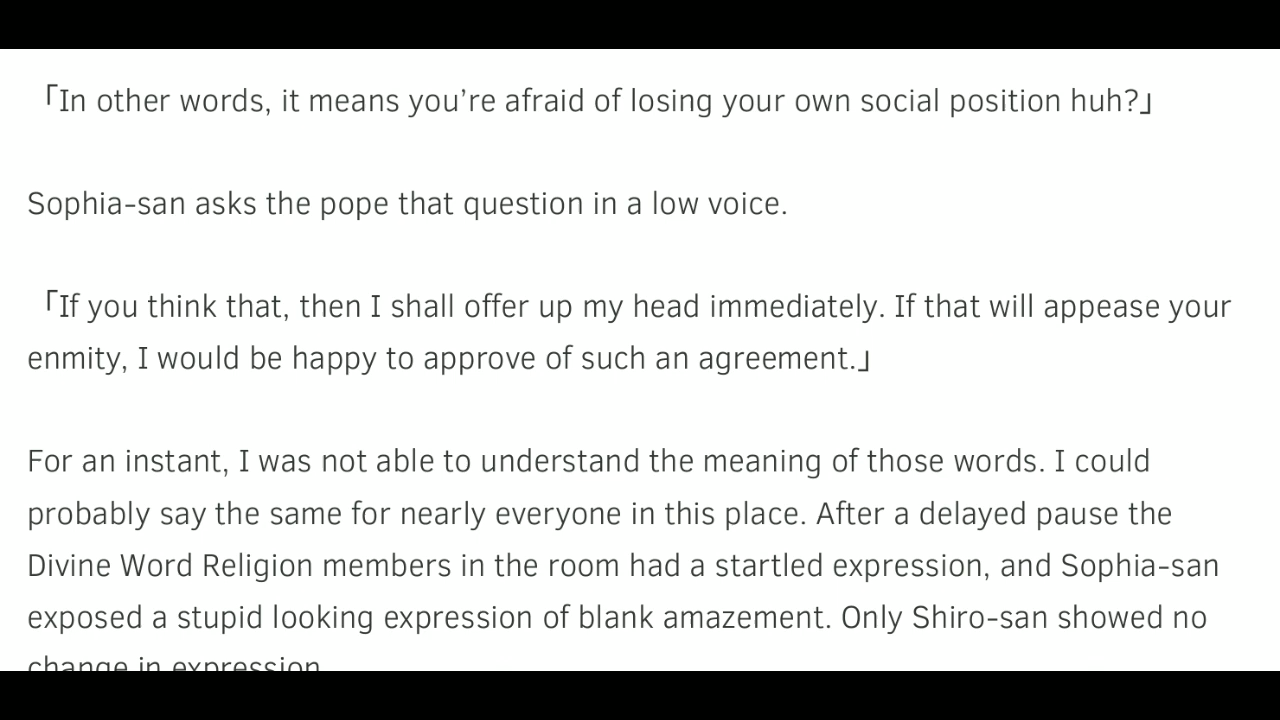 「In other words, it means you’re afraid of losing your own social position huh?」
Sophia-san asks the pope that question in a low voice.
「If you think that, then I shall offer up my head immediately. If that will appease your
enmity, I would be happy to approve of such an agreement.」
For an instant, I was not able to understand the meaning of those words. I could
probably say the same for nearly everyone in this place. After a delayed pause the
Divine Word Religion members in the room had a startled expression, and Sophia-san
exposed a stupid looking expression of blank amazement. Only Shiro-san showed no
change in expression